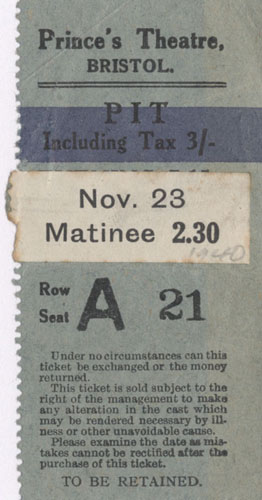 Prince's Theatre,
BRISTOL.
PIT
Including Tax 3/-
Nov. 23
Matinee 2.30
1940
Row
Seat A 21
Under no circumstances can this
ticket be exchanged or the money
returned.
This ticket is sold subject to the
right of the management to make
any alteration in the cast which
may be rendered necessary by ill-
ness or other unavoidable cause.
Please examine the date as mis-
takes cannot be rectified after the
purchase of this ticket.
TO BE RETAINED.